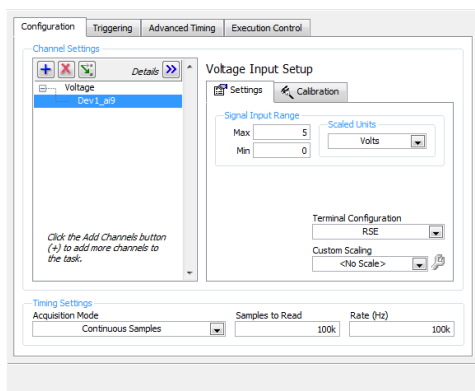 Configuration Triggering Advanced Timing Execution Control
Channel Settings
Details
Voltage
Dev1_ai9
Click the Add Channels button
(+) to add more channels to
the task.
Voltage Input Setup
Settings Calibration
Signal Input Range
Max 5
Min 0
Scaled Units
Volts
Terminal Configuration
RSE
Custom Scaling
<No Scale>
Timing Settings
Acquisition Mode Samples to Read Rate (Hz)
Continuous Samples 100k 100k